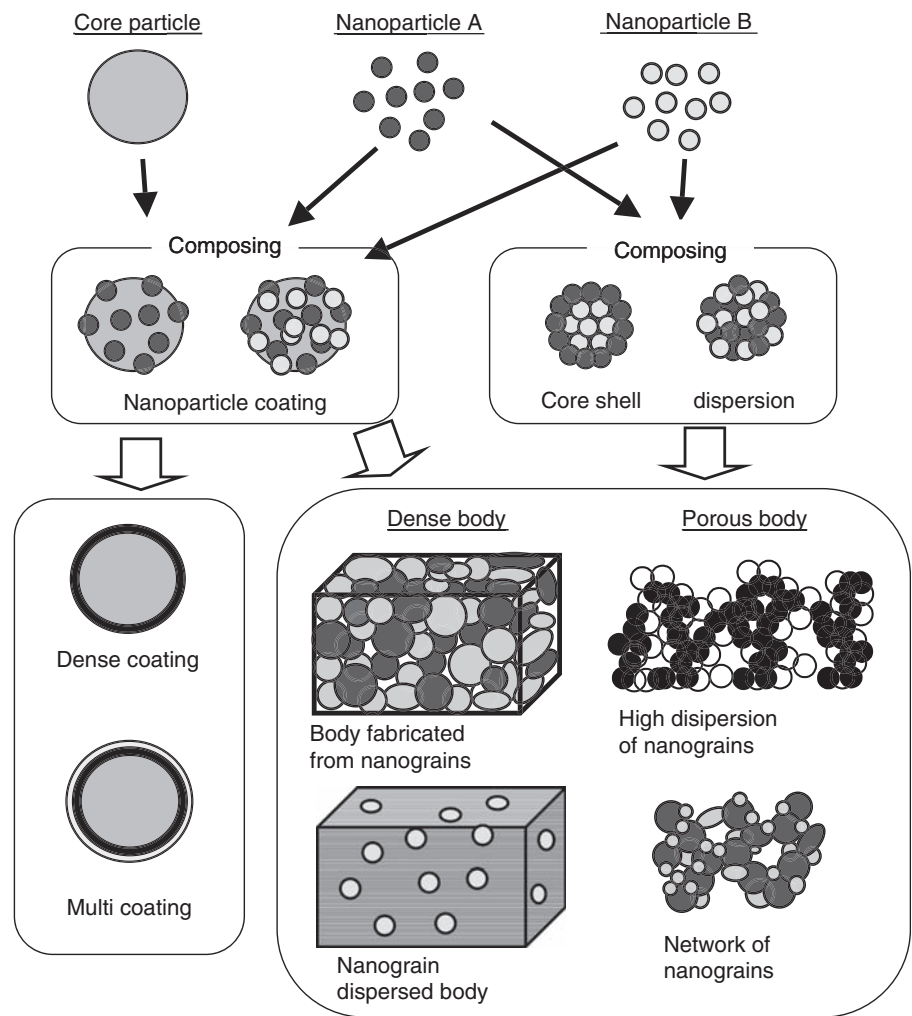 Core particle
Nanoparticle A
Nanoparticle B
Composing
Composing
Nanoparticle coating
Core shell
dispersion
Dense coating
Multi coating
Dense body
Porous body
Body fabricated
from nanograins
High disipersion
of nanograins
Nanograin
dispersed body
Network of
nanograins